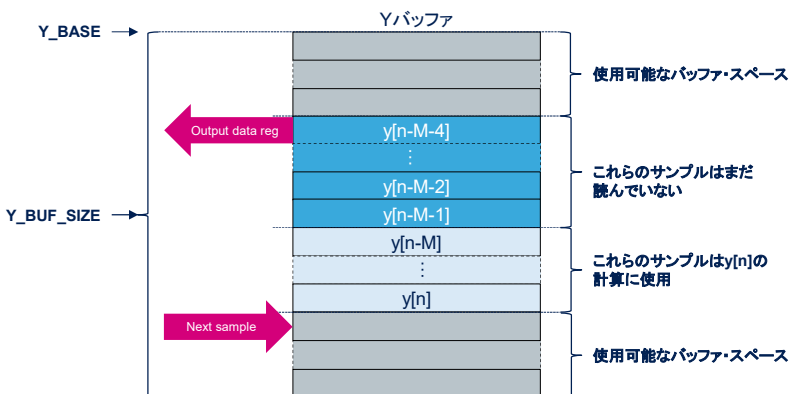 Yバッファ
Y_BASE
使用可能なバッファ・スペース
Output data reg
y[n-M-4]
⋮
これらのサンプルはまだ
読んでいない
y[n-M-2]
Y_BUF_SIZE
y[n-M-1]
y[n-M]
これらのサンプルはy[n]の
計算に使用
⋮
y[n]
Next sample
使用可能なバッファ・スペース